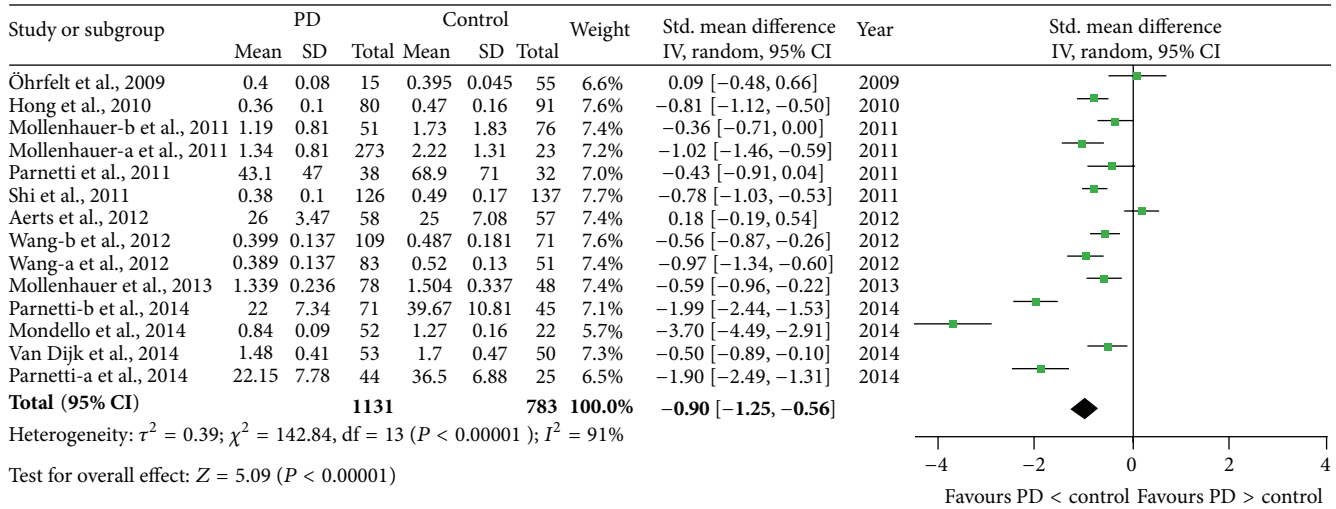 Study or subgroup PD Control Weight Std. mean difference Year Std. mean difference
Mean SD Total Mean SD Total IV, random, 95% CI IV, random, 95% CI
Öhrfelt et al., 2009 0.4 0.08 15 0.395 0.045 55 6.6% 0.09 [−0.48, 0.66] 2009
Hong et al., 2010 0.36 0.1 80 0.47 0.16 91 7.6% −0.81 [−1.12, −0.50] 2010
Mollenhauer-b et al., 2011 1.19 0.81 51 1.73 1.83 76 7.4% −0.36 [−0.71, 0.00] 2011
Mollenhauer-a et al., 2011 1.34 0.81 273 2.22 1.31 23 7.2% −1.02 [−1.46, −0.59] 2011
Parnetti et al., 2011 43.1 47 38 68.9 71 32 6.9% −0.43 [−0.91, 0.04] 2011
Shi et al., 2011 0.38 0.1 126 0.49 0.17 137 7.7% −0.78 [−1.03, −0.53] 2011
Aerts et al., 2012 26 3.47 58 25 7.08 57 7.4% 0.18 [−0.19, 0.54] 2012
Wang-b et al., 2012 0.399 0.137 109 0.487 0.181 71 7.6% −0.56 [−0.87, −0.26] 2012
Wang-a et al., 2012 0.389 0.137 83 0.52 0.13 51 7.4% −0.97 [−1.34, −0.60] 2012
Mollenhauer et al., 2013 1.339 0.236 78 1.504 0.337 48 7.4% −0.59 [−0.96, −0.22] 2013
Parnetti-b et al., 2014 22 7.34 71 39.67 10.81 45 7.1% −1.99 [−2.44, −1.53] 2014
Mondello et al., 2014 0.84 0.09 52 1.27 0.16 22 5.7% −3.70 [−4.49, −2.91] 2014
Van Dijk et al., 2014 1.48 0.41 53 1.7 0.47 50 7.3% −0.50 [−0.89, −0.10] 2014
Parnetti-a et al., 2014 22.15 7.78 44 36.5 6.88 25 6.5% −1.90 [−2.49, −1.31] 2014
Total (95% CI) 1131 783 100.0% −0.90 [−1.25, −0.56]
Heterogeneity: τ² = 0.39; χ² = 142.84, df = 13 (P < 0.00001 ); I² = 91%
Test for overall effect: Z = 5.09 (P < 0.00001)
−4 −2 0 2 4
Favours PD < control Favours PD > control